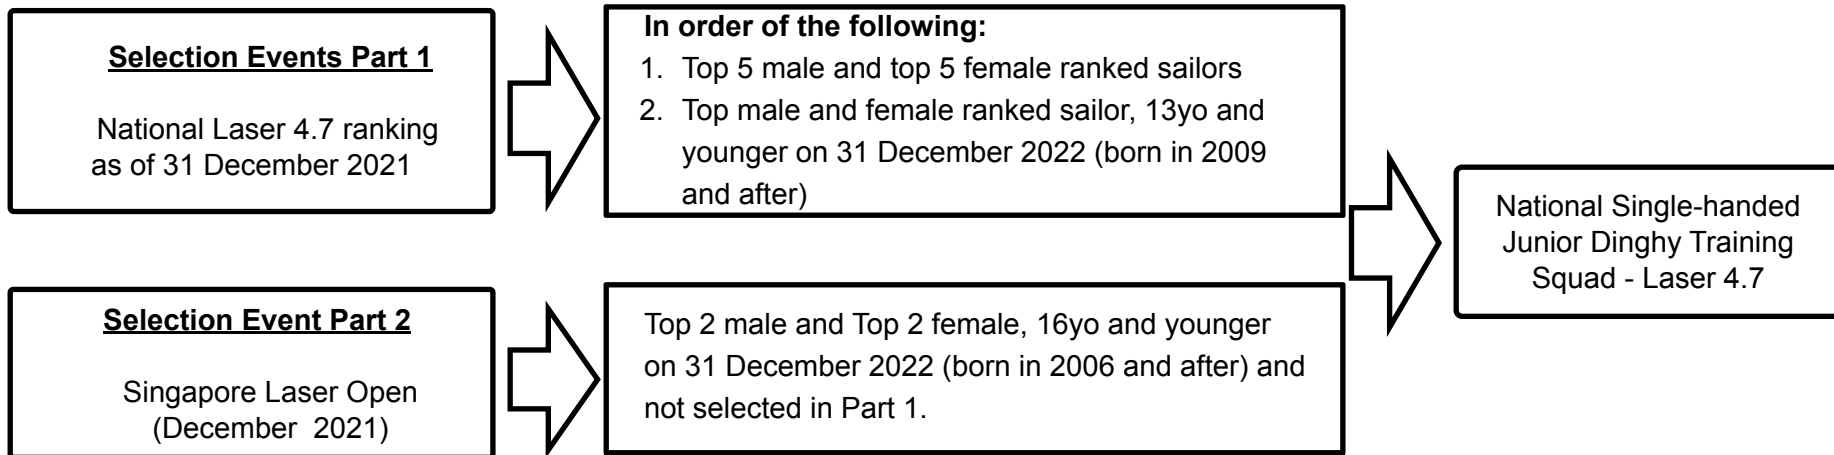 Selection Events Part 1
National Laser 4.7 ranking
as of 31 December 2021
In order of the following:
1. Top 5 male and top 5 female ranked sailors
2. Top male and female ranked sailor, 13yo and
younger on 31 December 2022 (born in 2009
and after)
Selection Event Part 2
Singapore Laser Open
(December 2021)
Top 2 male and Top 2 female, 16yo and younger
on 31 December 2022 (born in 2006 and after) and
not selected in Part 1.
National Single-handed
Junior Dinghy Training
Squad - Laser 4.7